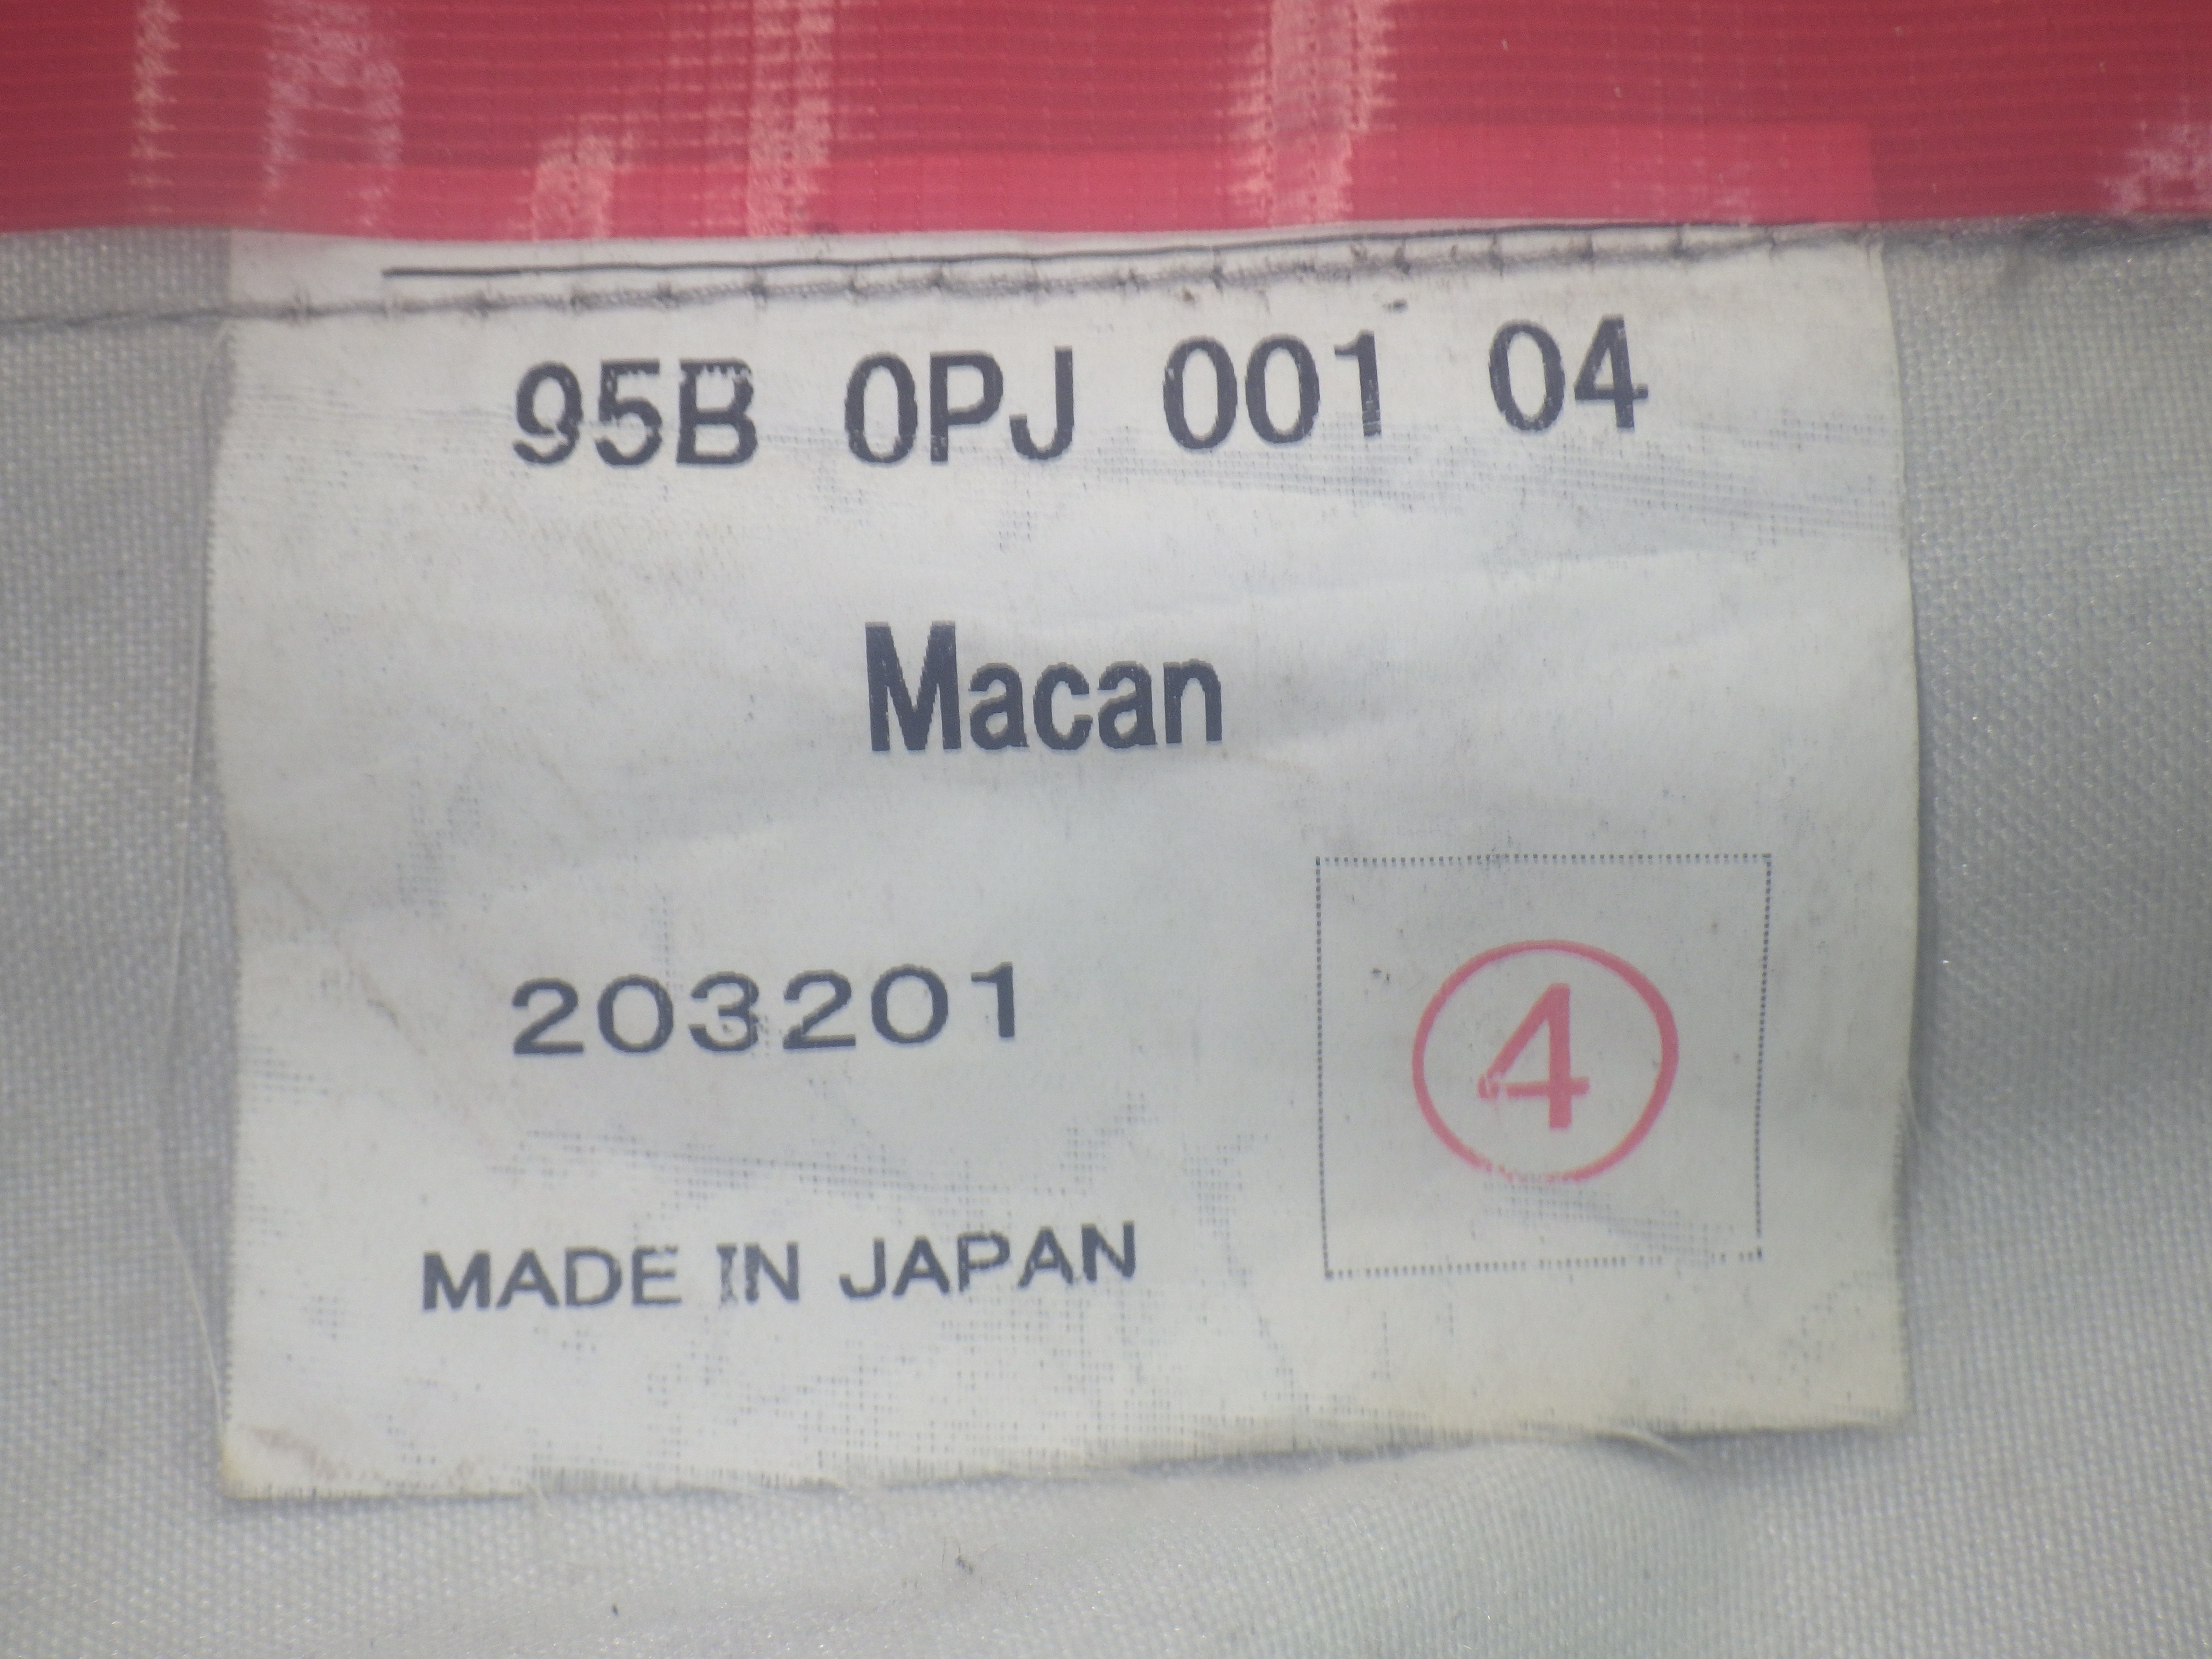 95B 0PJ 001 04
Macan
203201
④
MADE IN JAPAN